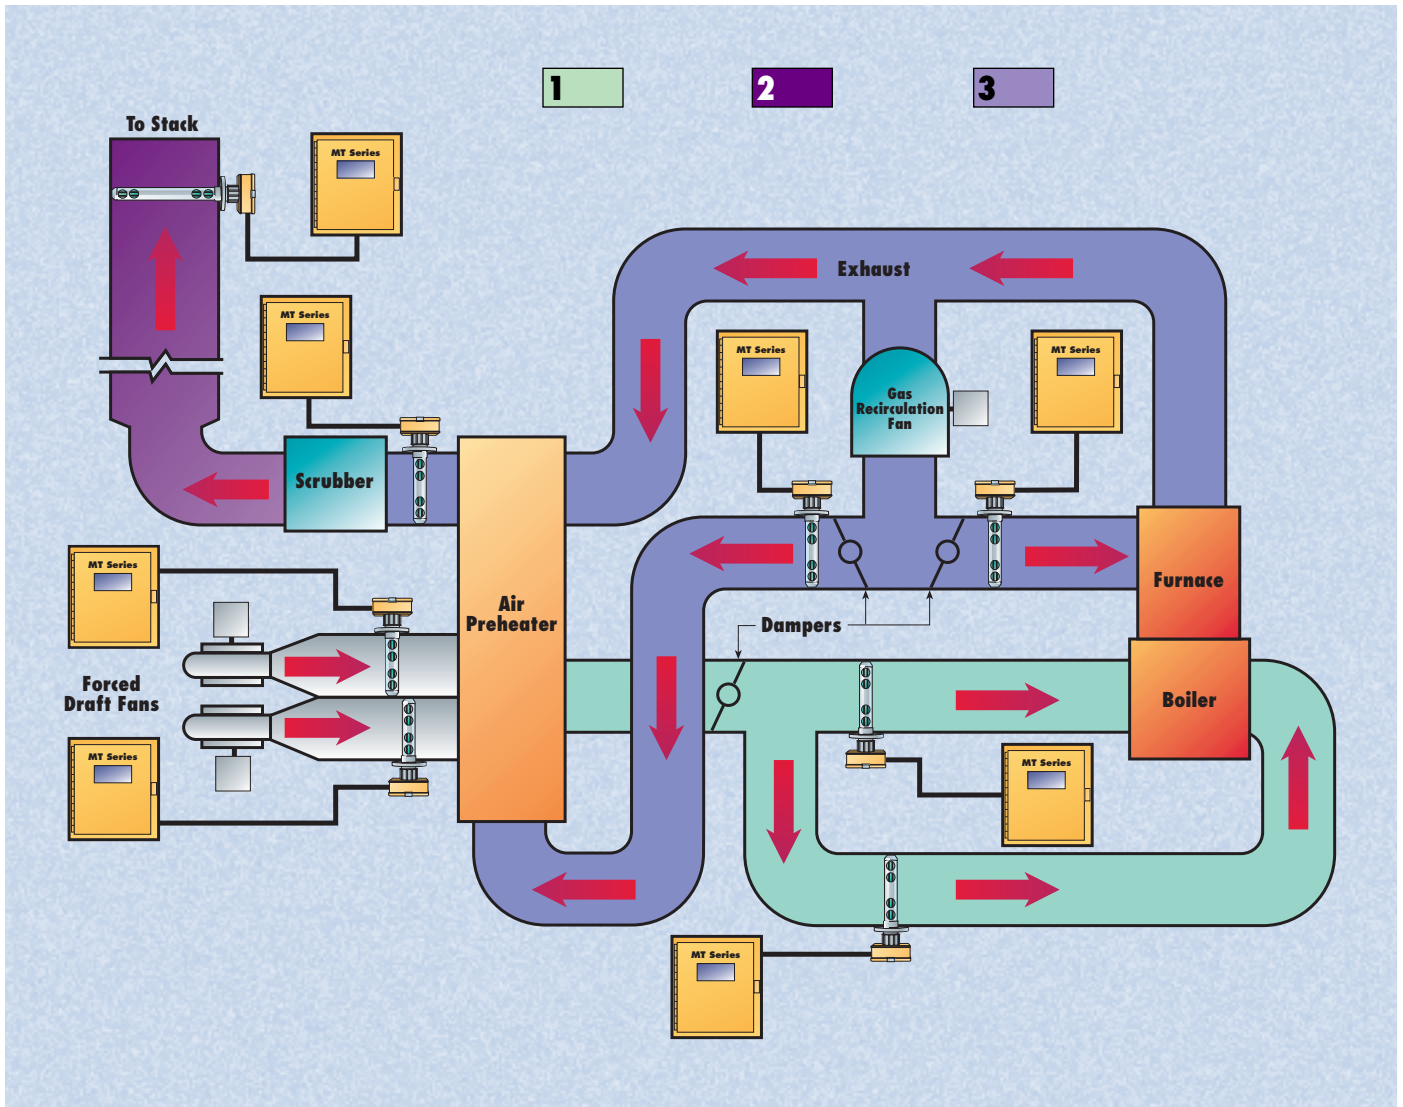 1
2
3
To Stack
MT Series
MT Series
Exhaust
MT Series
MT Series
Gas
Recirculation
Fan
Scrubber
MT Series
Air
Preheater
Furnace
Dampers
Forced
Draft Fans
Boiler
MT Series
MT Series
MT Series